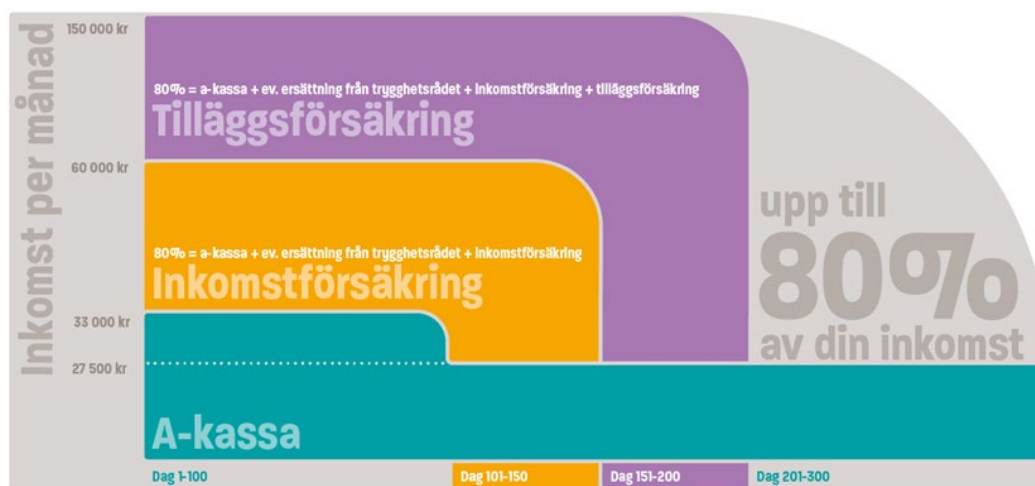 Inkomst per månad
150 000 kr
80% = a-kassa + ev. ersättning från trygghetsrådet + inkomstförsäkring + tilläggsförsäkring
Tilläggsförsäkring
60 000 kr
80% = a-kassa + ev. ersättning från trygghetsrådet + inkomstförsäkring
Inkomstförsäkring
33 000 kr
27 500 kr
upp till
80%
av din inkomst
A-kassa
Dag 1-100
Dag 101-150
Dag 151-200
Dag 201-300